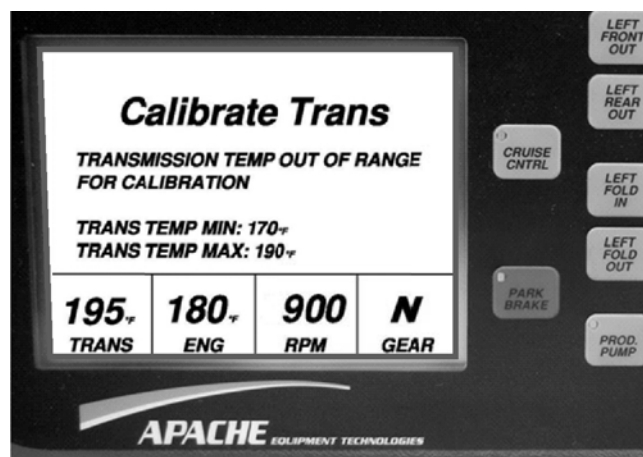 Calibrate Trans
TRANSMISSION TEMP OUT OF RANGE
FOR CALIBRATION
TRANS TEMP MIN: 170°F
TRANS TEMP MAX: 190°F
195°F
TRANS
180°F
ENG
900
RPM
N
GEAR
APACHE EQUIPMENT TECHNOLOGIES
CRUISE
CNTRL
PARK
BRAKE
LEFT
FRONT
OUT
LEFT
REAR
OUT
LEFT
FOLD
IN
LEFT
FOLD
OUT
PROD.
PUMP